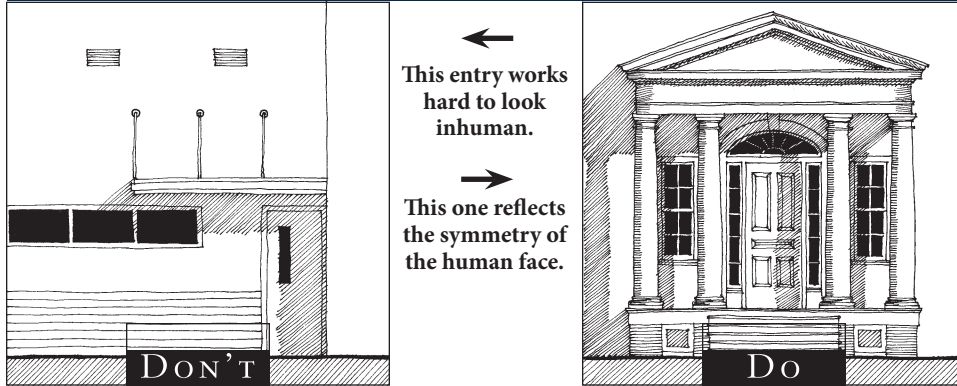 This entry works
hard to look
inhuman.
This one reflects
the symmetry of
the human face.
DON'T
DO